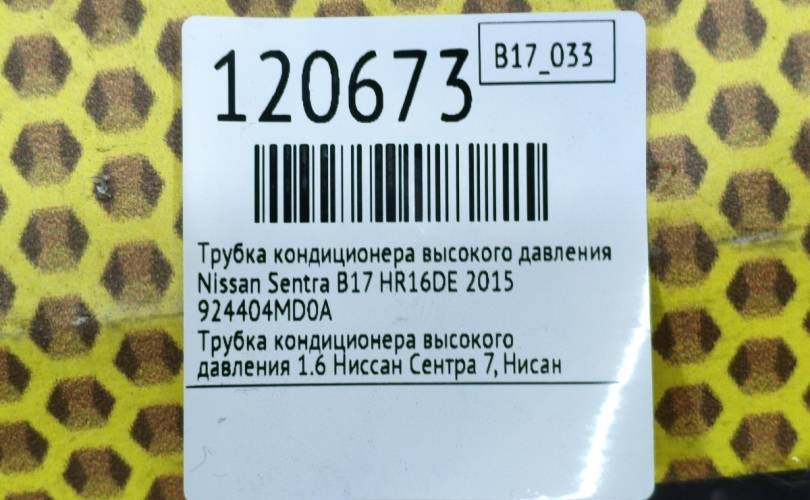 120673
B17_033
Трубка кондиционера высокого давления
Nissan Sentra B17 HR16DE 2015
924404MD0A
Трубка кондиционера высокого
давления 1.6 Ниссан Сентра 7, Нисан